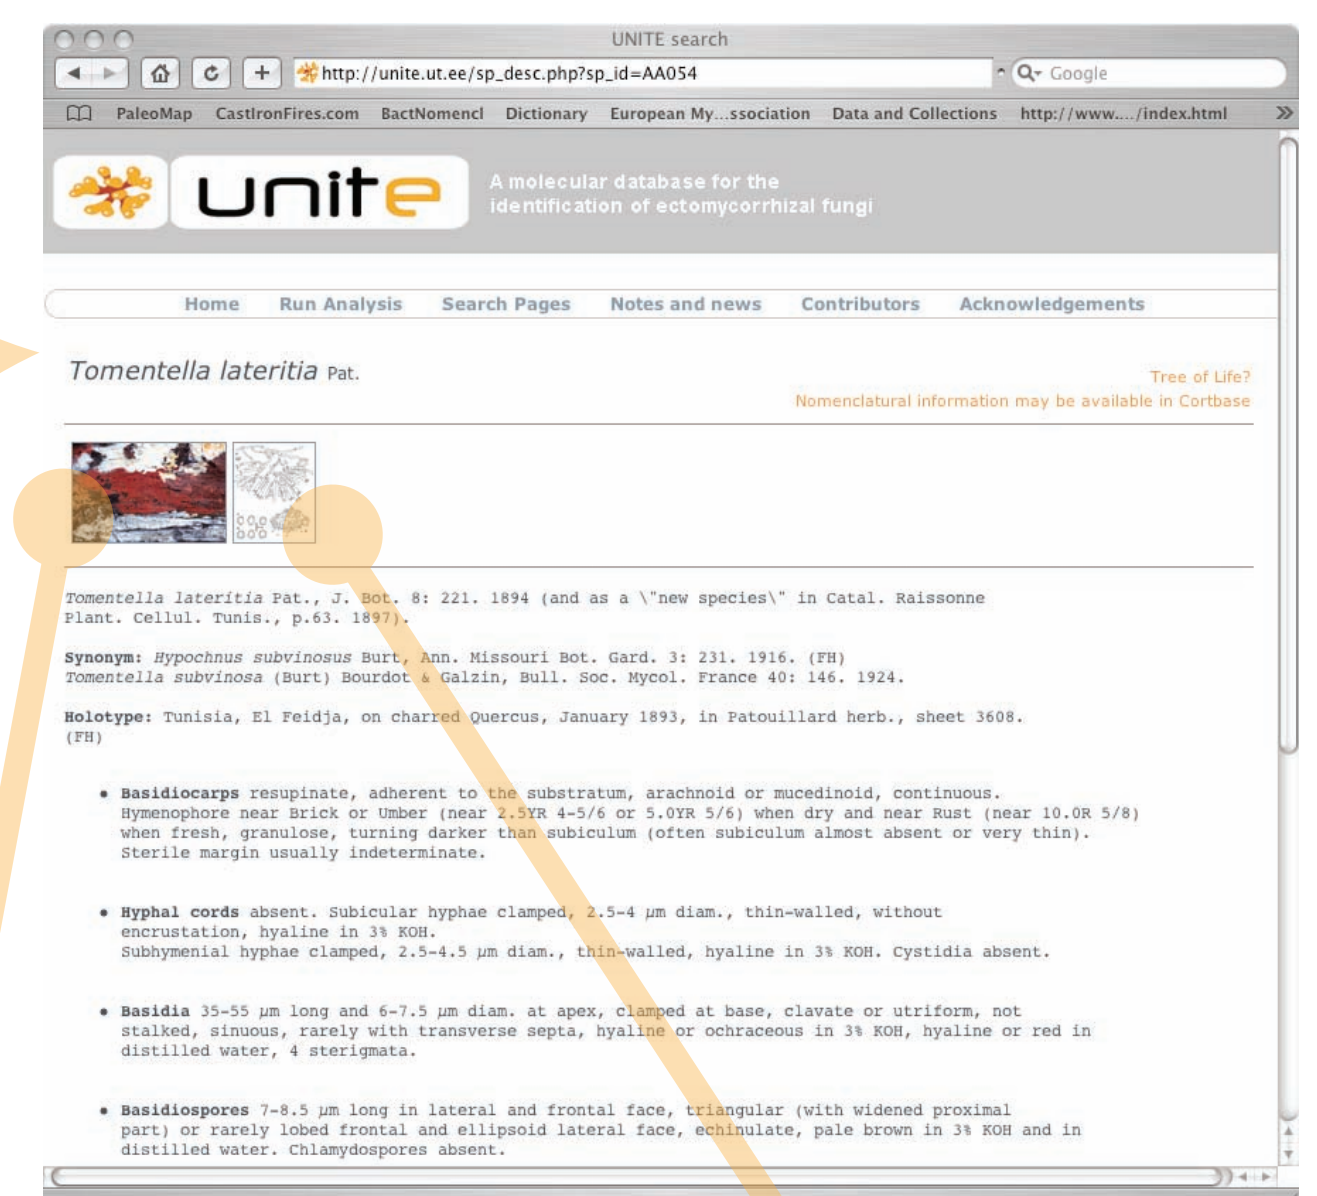 UNITE search
http://unite.ut.ee/sp_desc.php?sp_id=AA054
Google
PaleoMap CastIronFires.com BactNomencl Dictionary European My...ssociation Data and Collections http://www..../index.html
unite
A molecular database for the
identification of ectomycorrhizal fungi
Home Run Analysis Search Pages Notes and news Contributors Acknowledgements
Tomentella lateritia Pat.
Tree of Life?
Nomenclatural information may be available in Cortbase
Tomentella lateritia Pat., J. Bot. 8: 221. 1894 (and as a \"new species\" in Catal. Raissonne
Plant. Cellul. Tunis., p.63. 1897).
Synonym: Hypochnus subvinosus Burt, Ann. Missouri Bot. Gard. 3: 231. 1916. (FH)
Tomentella subvinosa (Burt) Bourdot & Galzin, Bull. Soc. Mycol. France 40: 146. 1924.
Holotype: Tunisia, El Feidja, on charred Quercus, January 1893, in Patouillard herb., sheet 3608.
(FH)
• Basidiocarps resupinate, adherent to the substratum, arachnoid or mucedinoid, continuous.
Hymenophore near Brick or Umber (near 2.5YR 4-5/6 or 5.0YR 5/6) when dry and near Rust (near 10.0R 5/8)
when fresh, granulose, turning darker than subiculum (often subiculum almost absent or very thin).
Sterile margin usually indeterminate.
• Hyphal cords absent. Subicular hyphae clamped, 2.5-4 µm diam., thin-walled, without
encrustation, hyaline in 3% KOH.
Subhymenial hyphae clamped, 2.5-4.5 µm diam., thin-walled, hyaline in 3% KOH. Cystidia absent.
• Basidia 35-55 µm long and 6-7.5 µm diam. at apex, clamped at base, clavate or utriform, not
stalked, sinuous, rarely with transverse septa, hyaline or ochraceous in 3% KOH, hyaline or red in
distilled water, 4 sterigmata.
• Basidiospores 7-8.5 µm long in lateral and frontal face, triangular (with widened proximal
part) or rarely lobed frontal and ellipsoid lateral face, echinulate, pale brown in 3% KOH and in
distilled water. Chlamydospores absent.